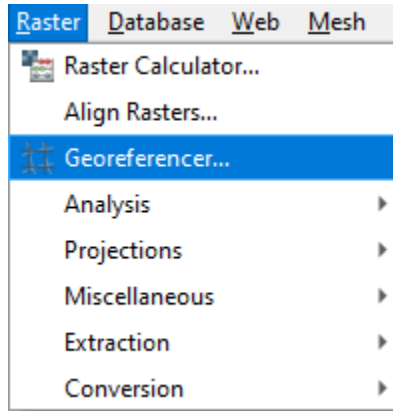 Raster Database Web Mesh
Raster Calculator...
Align Rasters...
Georeferencer...
Analysis
Projections
Miscellaneous
Extraction
Conversion